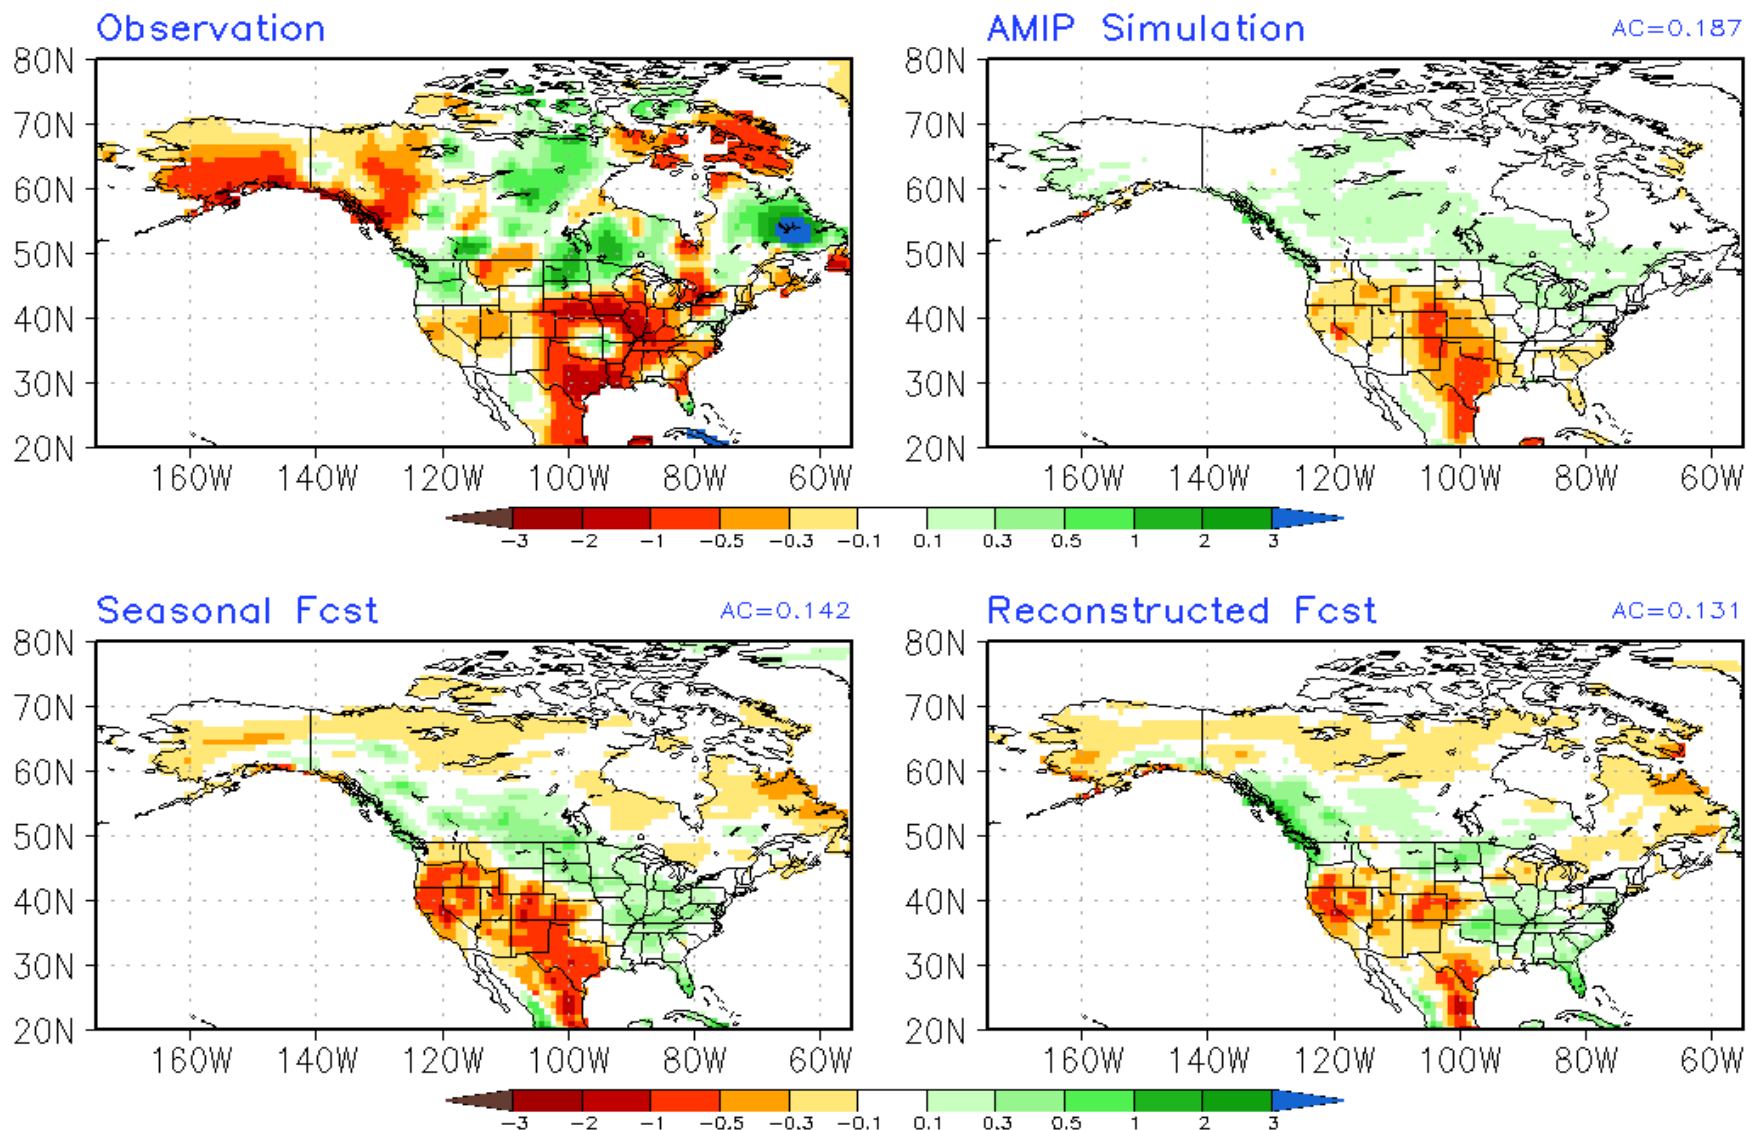 Observation
AMIP Simulation AC=0.187
80N
70N
60N
50N
40N
30N
20N
160W 140W 120W 100W 80W 60W
80N
70N
60N
50N
40N
30N
20N
160W 140W 120W 100W 80W 60W
-3 -2 -1 -0.5 -0.3 -0.1 0.1 0.3 0.5 1 2 3
Seasonal Fcst AC=0.142
Reconstructed Fcst AC=0.131
80N
70N
60N
50N
40N
30N
20N
160W 140W 120W 100W 80W 60W
80N
70N
60N
50N
40N
30N
20N
160W 140W 120W 100W 80W 60W
-3 -2 -1 -0.5 -0.3 -0.1 0.1 0.3 0.5 1 2 3